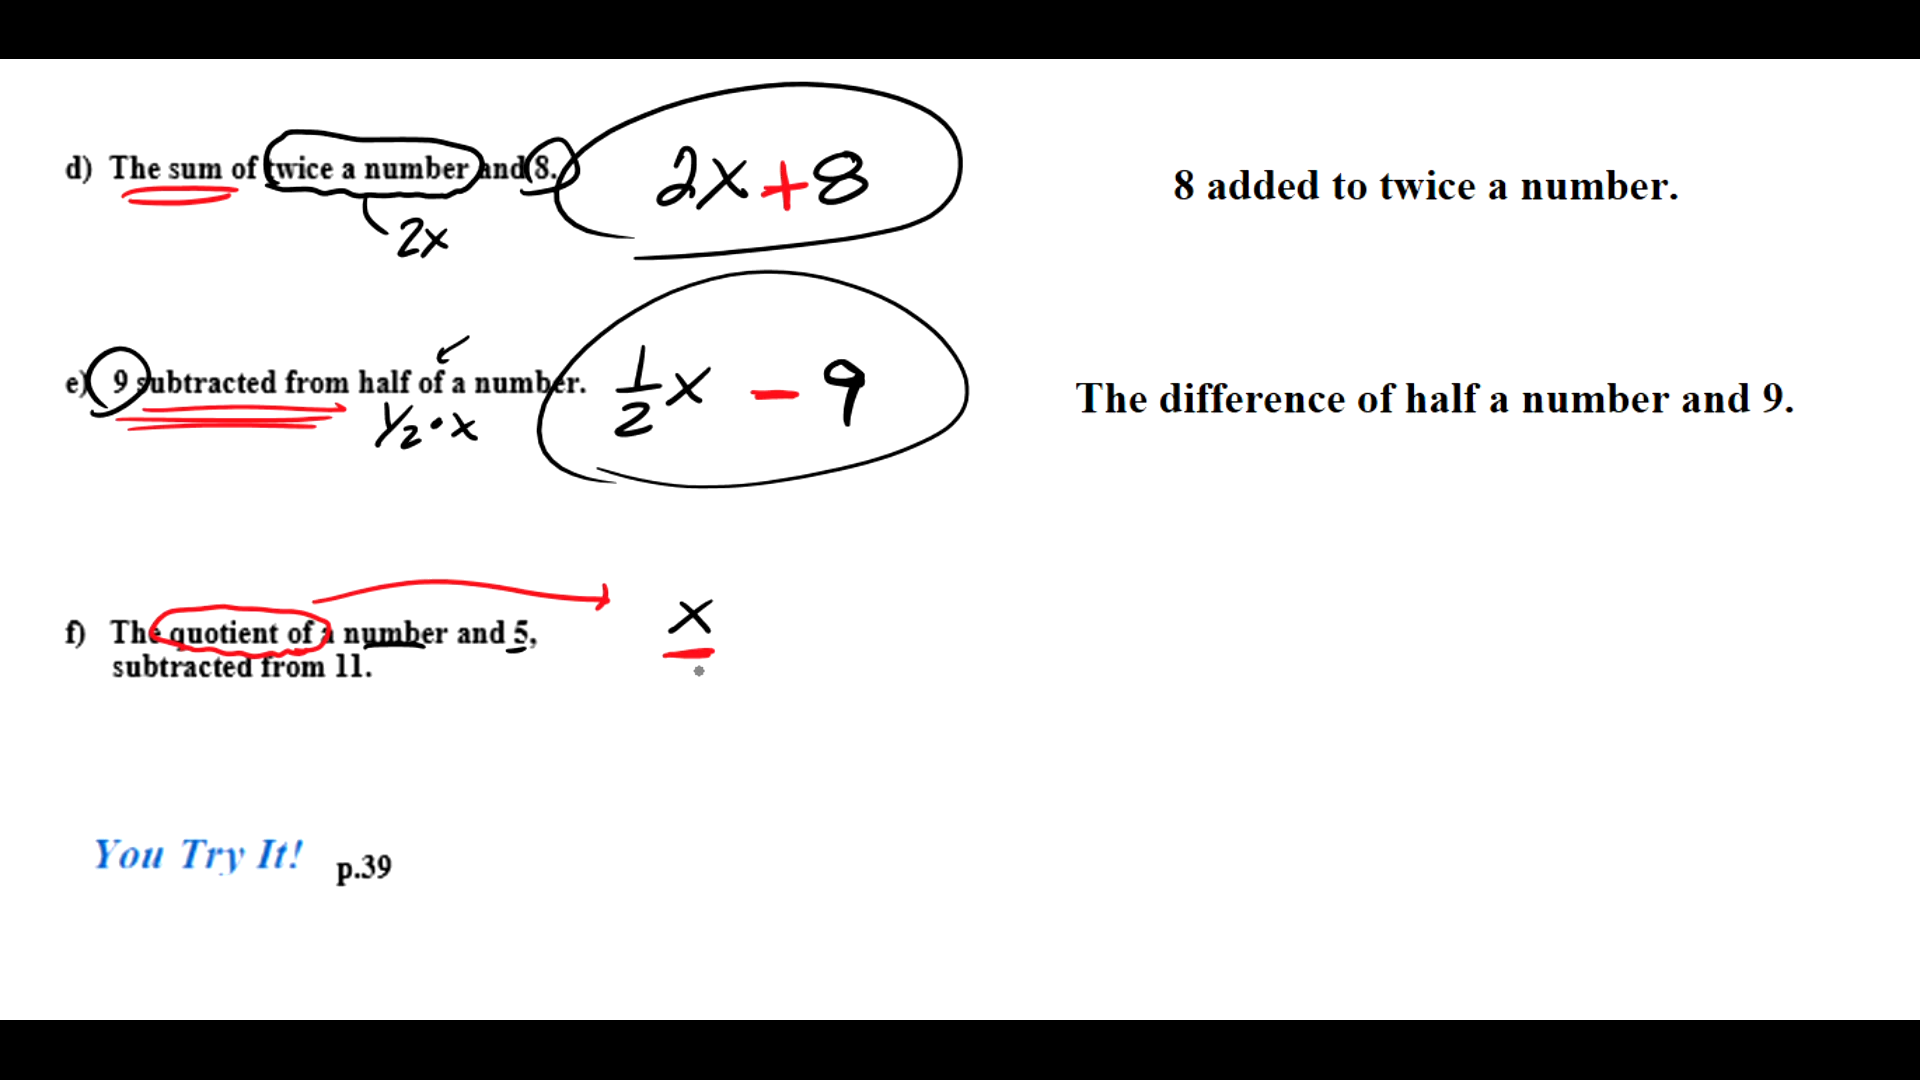 d) The sum of twice a number and 8.
2x + 8
8 added to twice a number.
2x
e) 9 subtracted from half of a number.
1/2 x - 9
The difference of half a number and 9.
1/2 • x
f) The quotient of a number and 5,
subtracted from 11.
x
You Try It! p.39